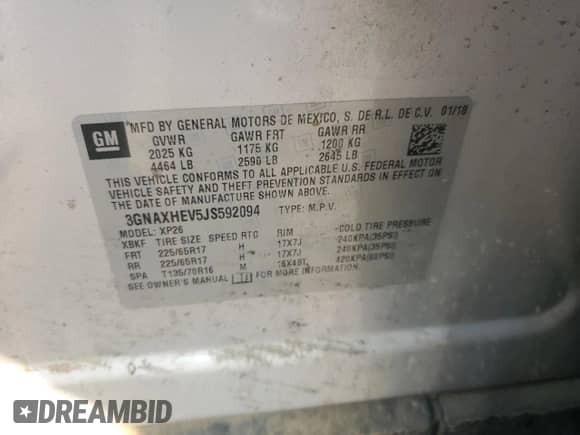 GM
MFD BY GENERAL MOTORS DE MEXICO, S. DE R.L. DE C.V. 01/18
GVWR GAWR FRT GAWR RR
2025 KG 1175 KG 1200 KG
4464 LB 2590 LB 2645 LB
THIS VEHICLE CONFORMS TO ALL APPLICABLE U.S. FEDERAL MOTOR
VEHICLE SAFETY AND THEFT PREVENTION STANDARDS IN EFFECT ON
THE DATE OF MANUFACTURE SHOWN ABOVE.
3GNAXHEV5JS592094 TYPE: M.P.V.
MODEL: XP26
XBKF TIRE SIZE SPEED RTG RIM COLD TIRE PRESSURE
FRT 225/65R17 H 17X7J 240KPA(35PSI)
RR 225/65R17 H 17X7J 240KPA(35PSI)
SPA T135/70R16 M 16X4BT 420KPA(60PSI)
SEE OWNER'S MANUAL FOR MORE INFORMATION.
DREAMBID